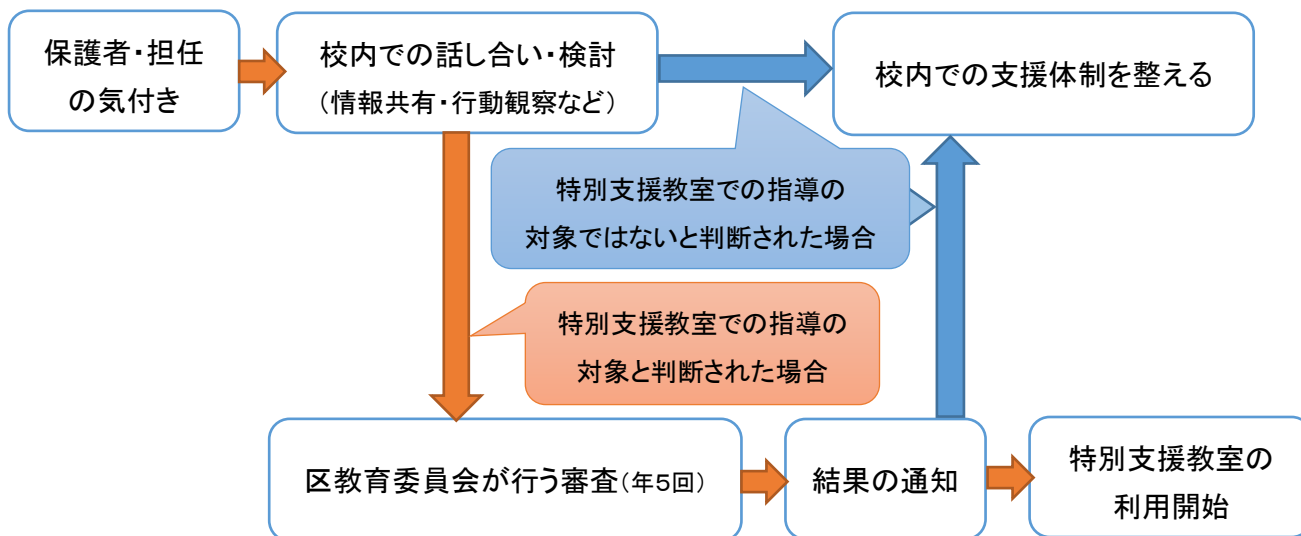 保護者・担任
の気付き
校内での話し合い・検討
（情報共有・行動観察など）
校内での支援体制を整える
特別支援教室での指導の
対象ではないと判断された場合
特別支援教室での指導の
対象と判断された場合
区教育委員会が行う審査（年５回）
結果の通知
特別支援教室の
利用開始